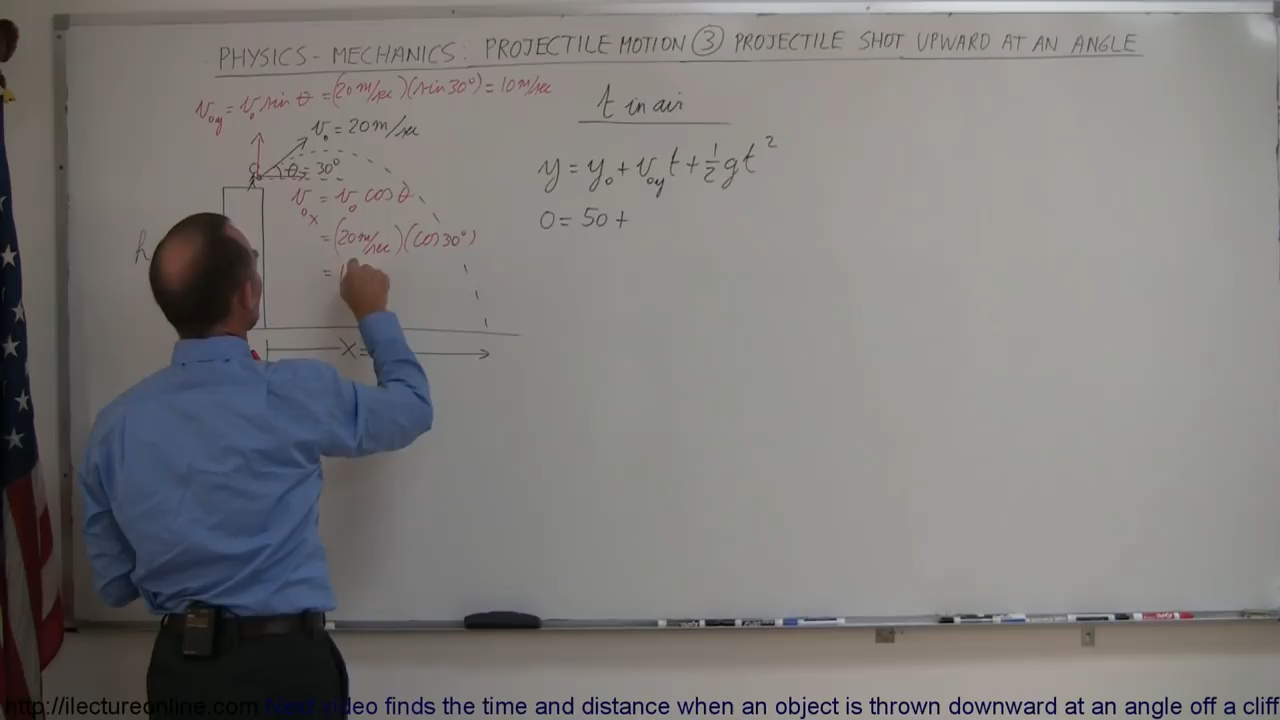 PHYSICS - MECHANICS: PROJECTILE MOTION ③ PROJECTILE SHOT UPWARD AT AN ANGLE
v₀y = v₀ sin θ = (20 m/sec)(sin 30°) = 10 m/sec
t in air
v₀ = 20 m/sec
θ = 30°
y = y₀ + v₀y t + ½ g t²
v₀x = v₀ cos θ
0 = 50 +
h
= (20 m/sec)(cos 30°)
= 1
X =
http://ilectureonline.com Next video finds the time and distance when an object is thrown downward at an angle off a cliff